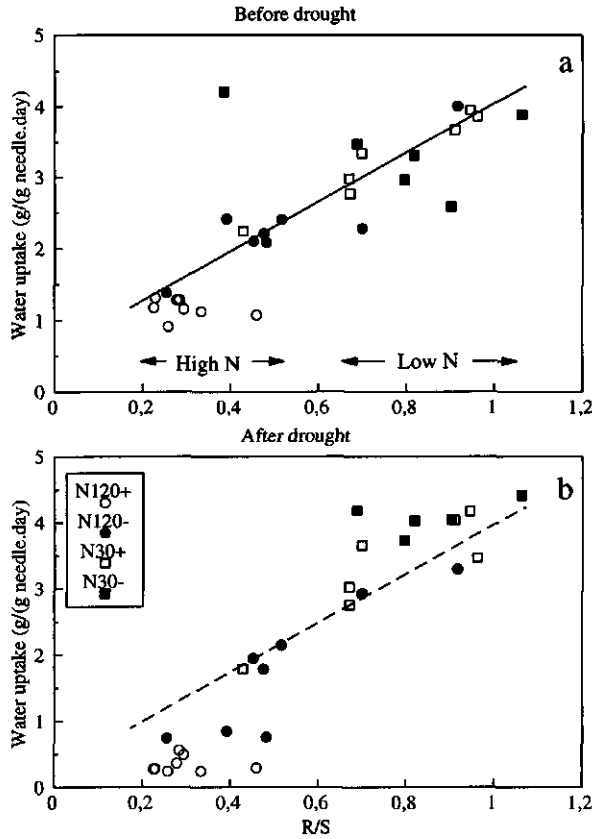 Before drought
a
Water uptake (g/(g needle.day)
5
4
3
2
1
0
High N
Low N
0
0,2
0,4
0,6
0,8
1
1,2
After drought
b
N120+
N120-
N30+
N30-
Water uptake (g/(g needle.day)
5
4
3
2
1
0
0
0,2
0,4
0,6
0,8
1
1,2
R/S